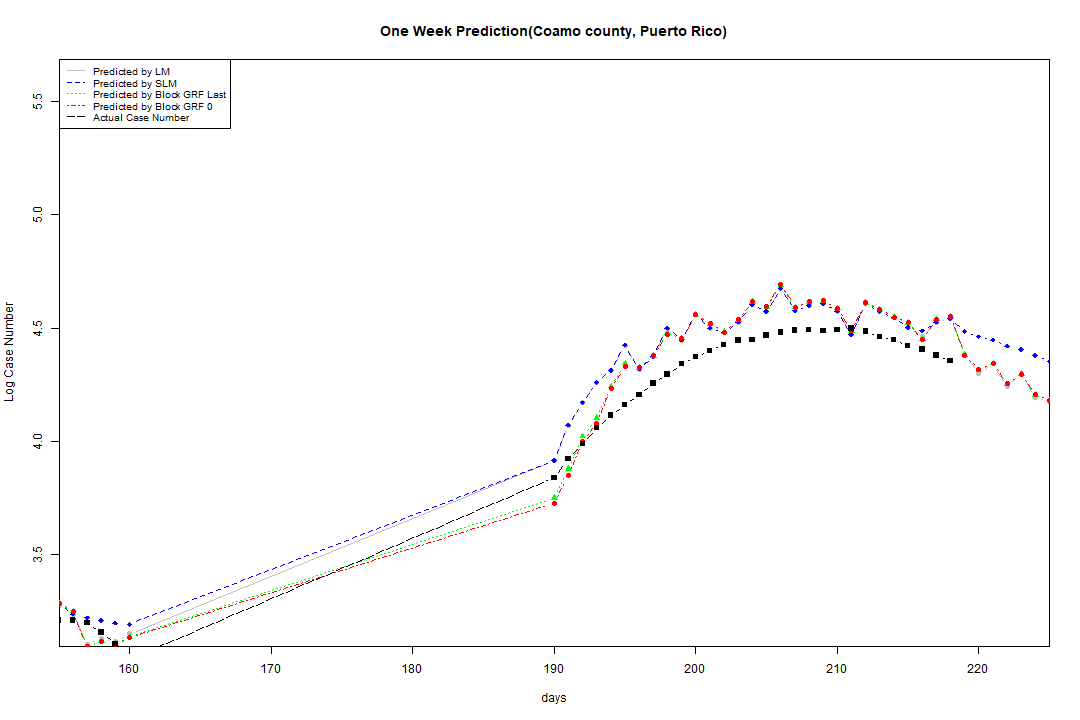 One Week Prediction(Coamo county, Puerto Rico)
Predicted by LM
Predicted by SLM
Predicted by Block GRF Last
Predicted by Block GRF 0
Actual Case Number
5.5
5.0
4.5
4.0
3.5
Log Case Number
160 170 180 190 200 210 220
days